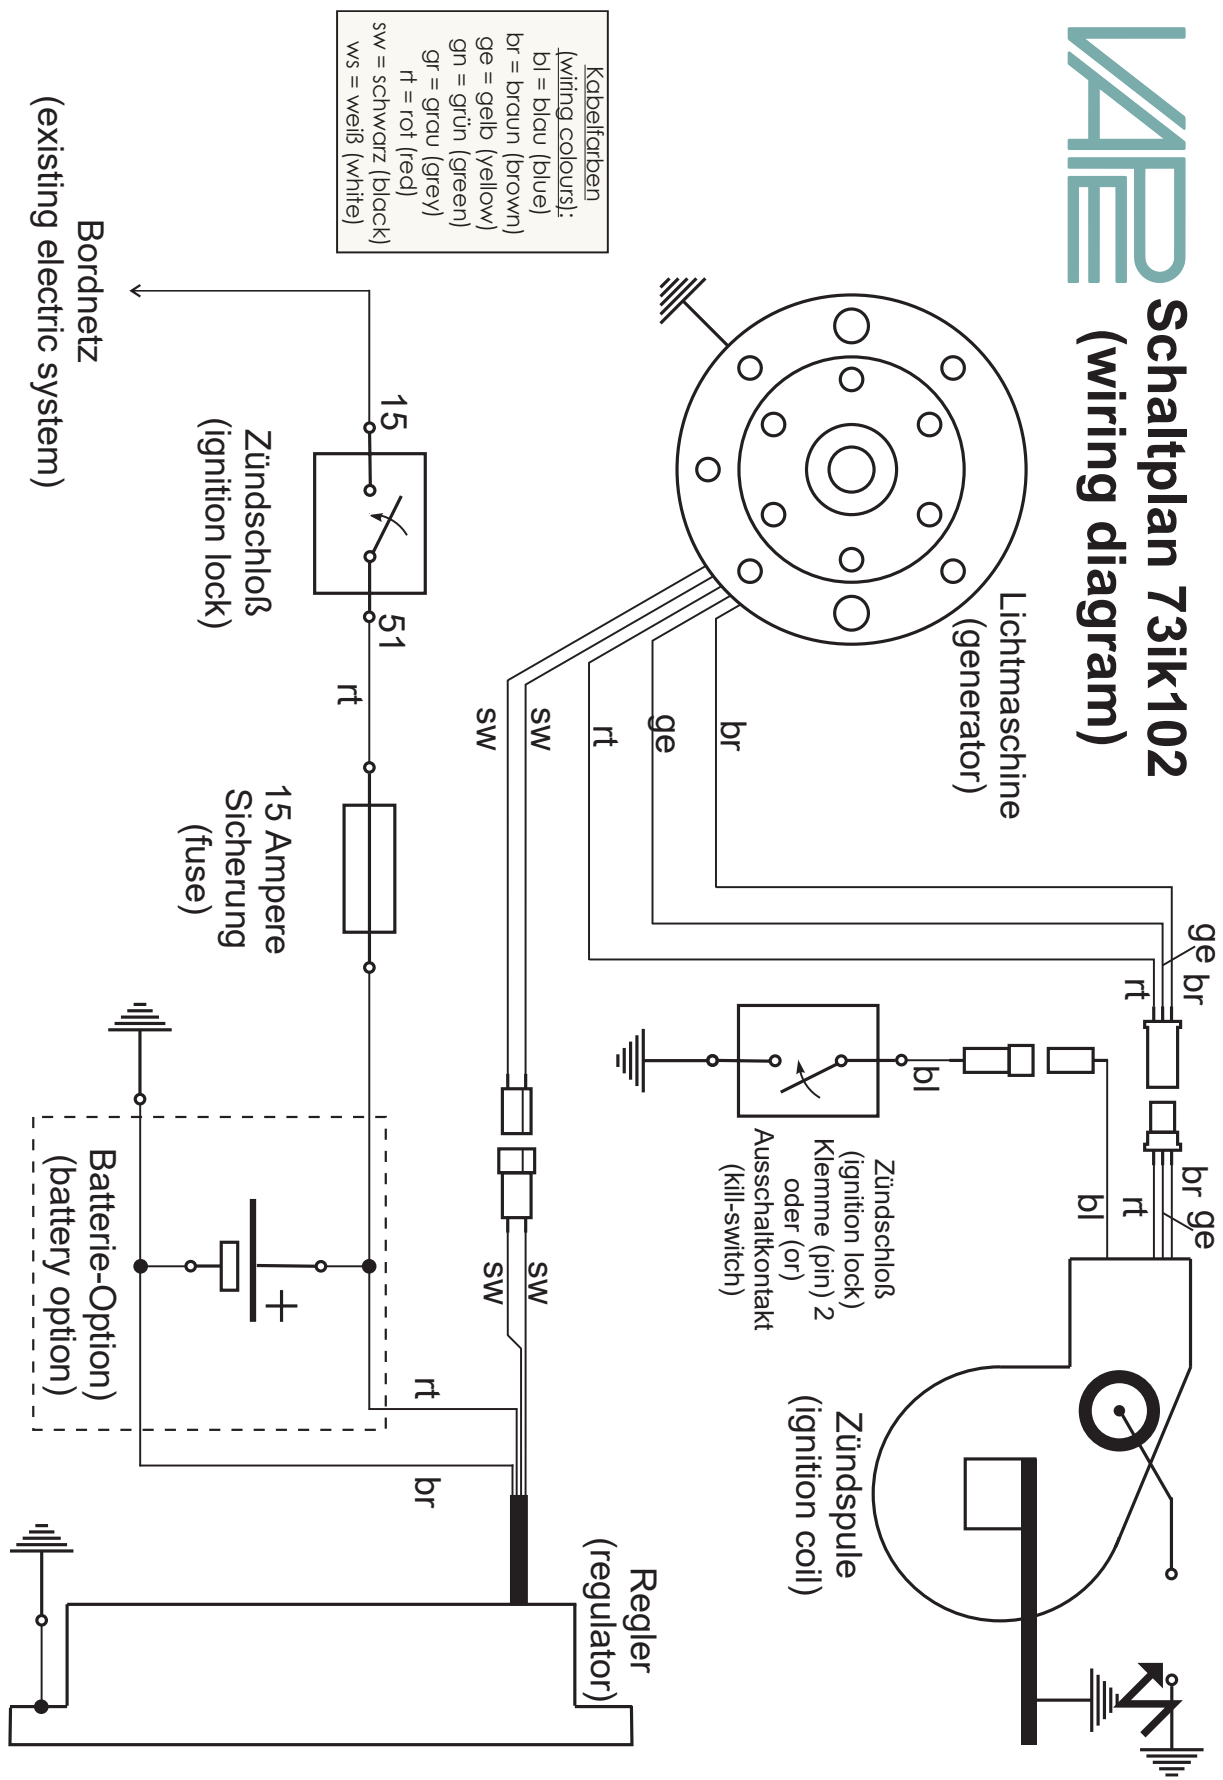 VAPE
Schaltplan 73ik102
(wiring diagram)
Lichtmaschine
(generator)
Kabelfarben
(wiring colours):
bl = blau (blue)
br = braun (brown)
ge = gelb (yellow)
gn = grün (green)
gr = grau (grey)
rt = rot (red)
sw = schwarz (black)
ws = weiß (white)
br
ge
rt
sw
sw
ge
br
rt
br
ge
rt
bl
bl
Zündschloß
(ignition lock)
Klemme (pin) 2
oder (or)
Ausschaltkontakt
(kill-switch)
Zündspule
(ignition coil)
sw
sw
15
51
Zündschloß
(ignition lock)
rt
15 Ampere
Sicherung
(fuse)
Bordnetz
(existing electric system)
+
Batterie-Option)
(battery option)
rt
br
Regler
(regulator)